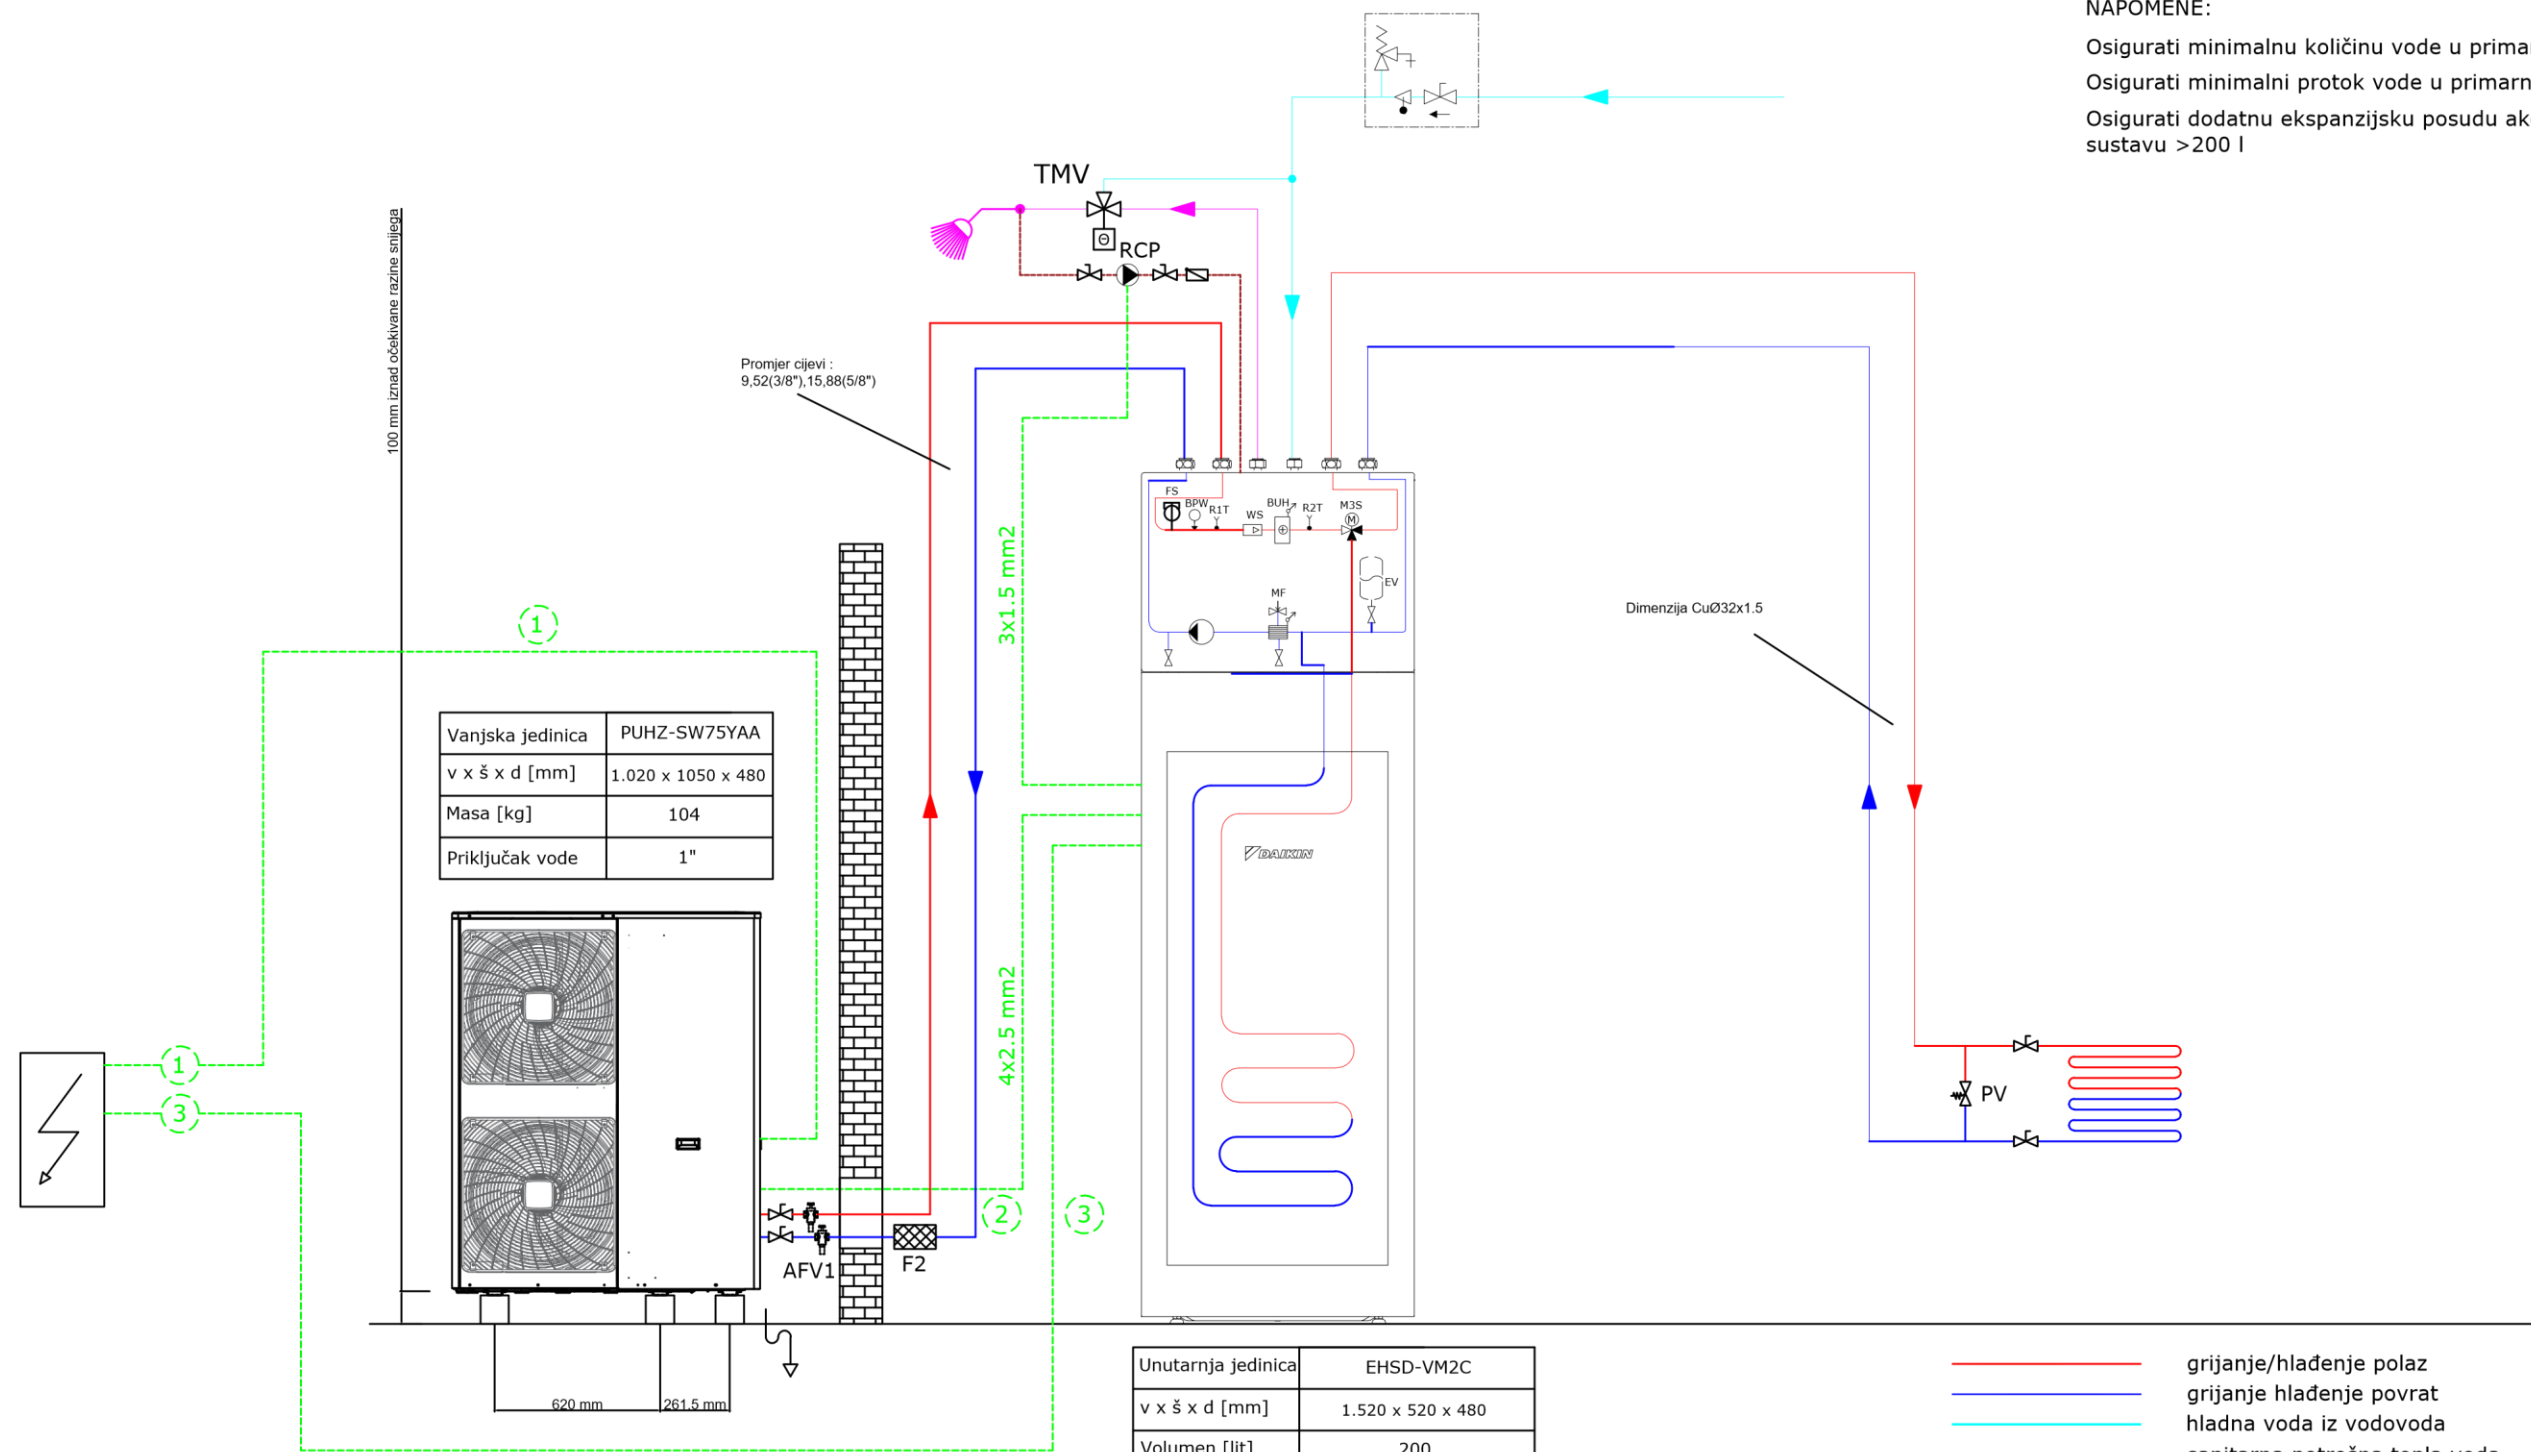 NAPOMENE:
Osigurati minimalnu količinu vode u
Osigurati minimalni protok vode u
Osigurati dodatnu ekspanzijsku posudu
sustavu >200 l
TMV
RCP
100 mm iznad očekivane razine snijega
Promjer cijevi :
9,52(3/8"),15,88(5/8")
3x1.5 mm2
FS
BPW
R1T
WS
BUH
R2T
M3S
M
EV
MF
Dimenzija CuØ32x1.5
1
Vanjska jedinica PUHZ-SW75YAA
v x š x d [mm] 1.020 x 1050 x 480
Masa [kg] 104
Priključak vode 1"
DAIKIN
4x2.5 mm2
1
3
PV
2
3
AFV1
F2
620 mm
261.5 mm
Unutarnja jedinica EHSD-VM2C
v x š x d [mm] 1.520 x 520 x 480
Volumen [lit] 200
grijanje/hlađenje polaz
grijanje hlađenje povrat
hladna voda iz vodovoda